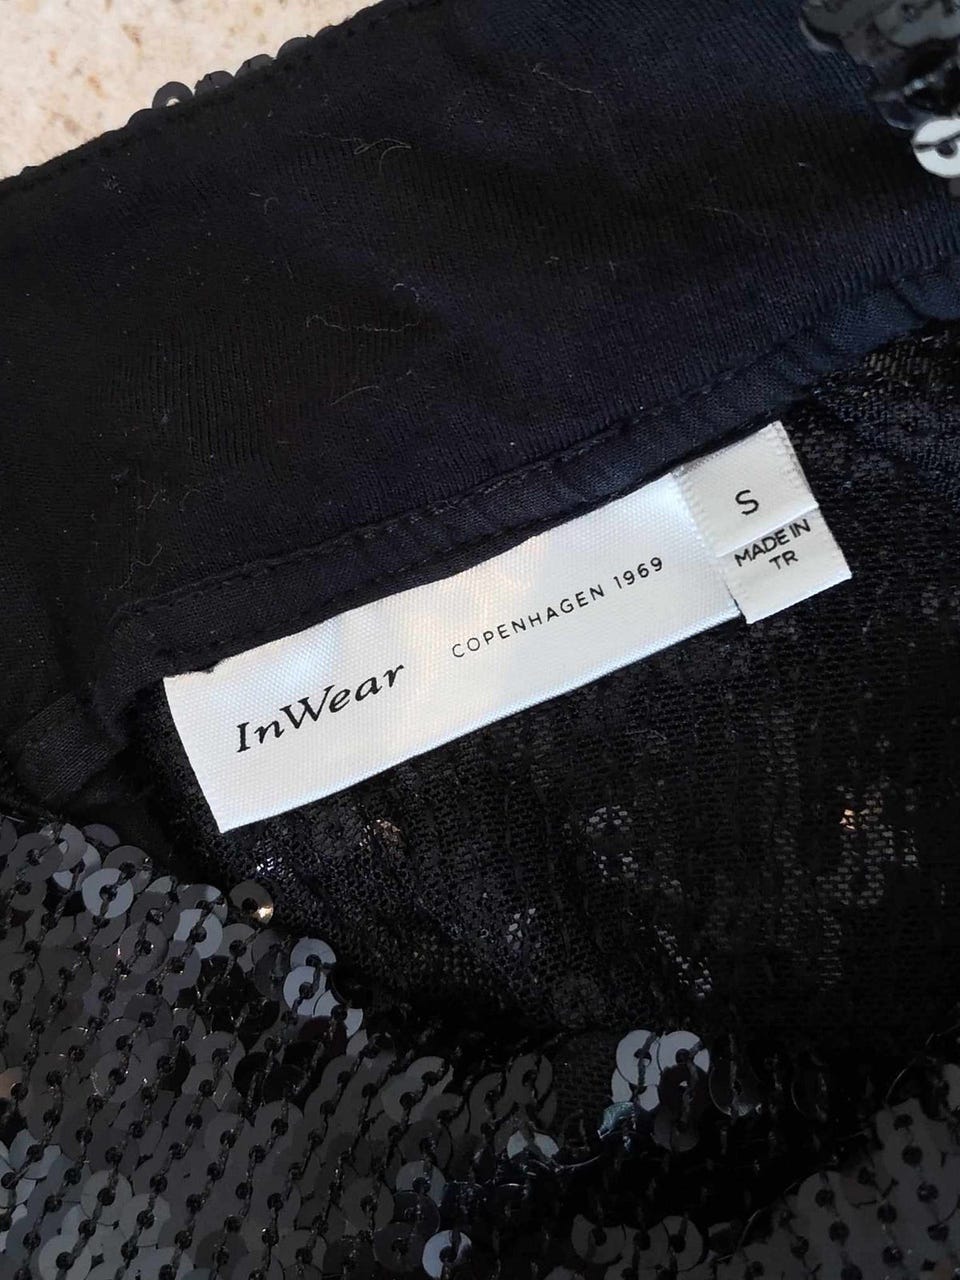 InWear
COPENHAGEN 1969
S
MADE IN
TR